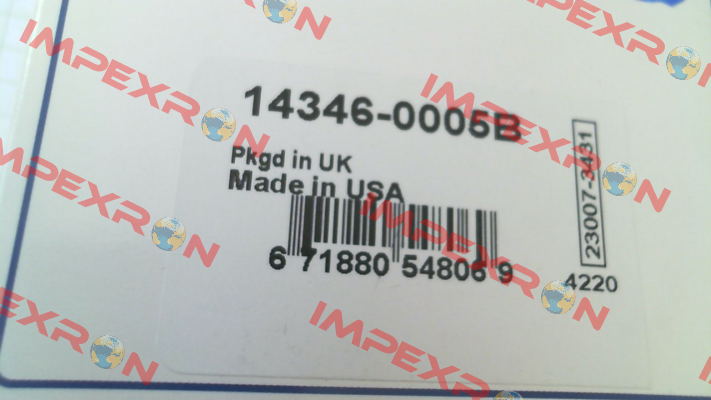 14346-0005B
Pkgd in UK
Made in USA
6 71880 54806 9
4220
23007-3431
IMPEXRON
IMPEXRON
IMPEXRON
IMPEXRON
IMPEXRON
IMPEXRON
IMPEXRON